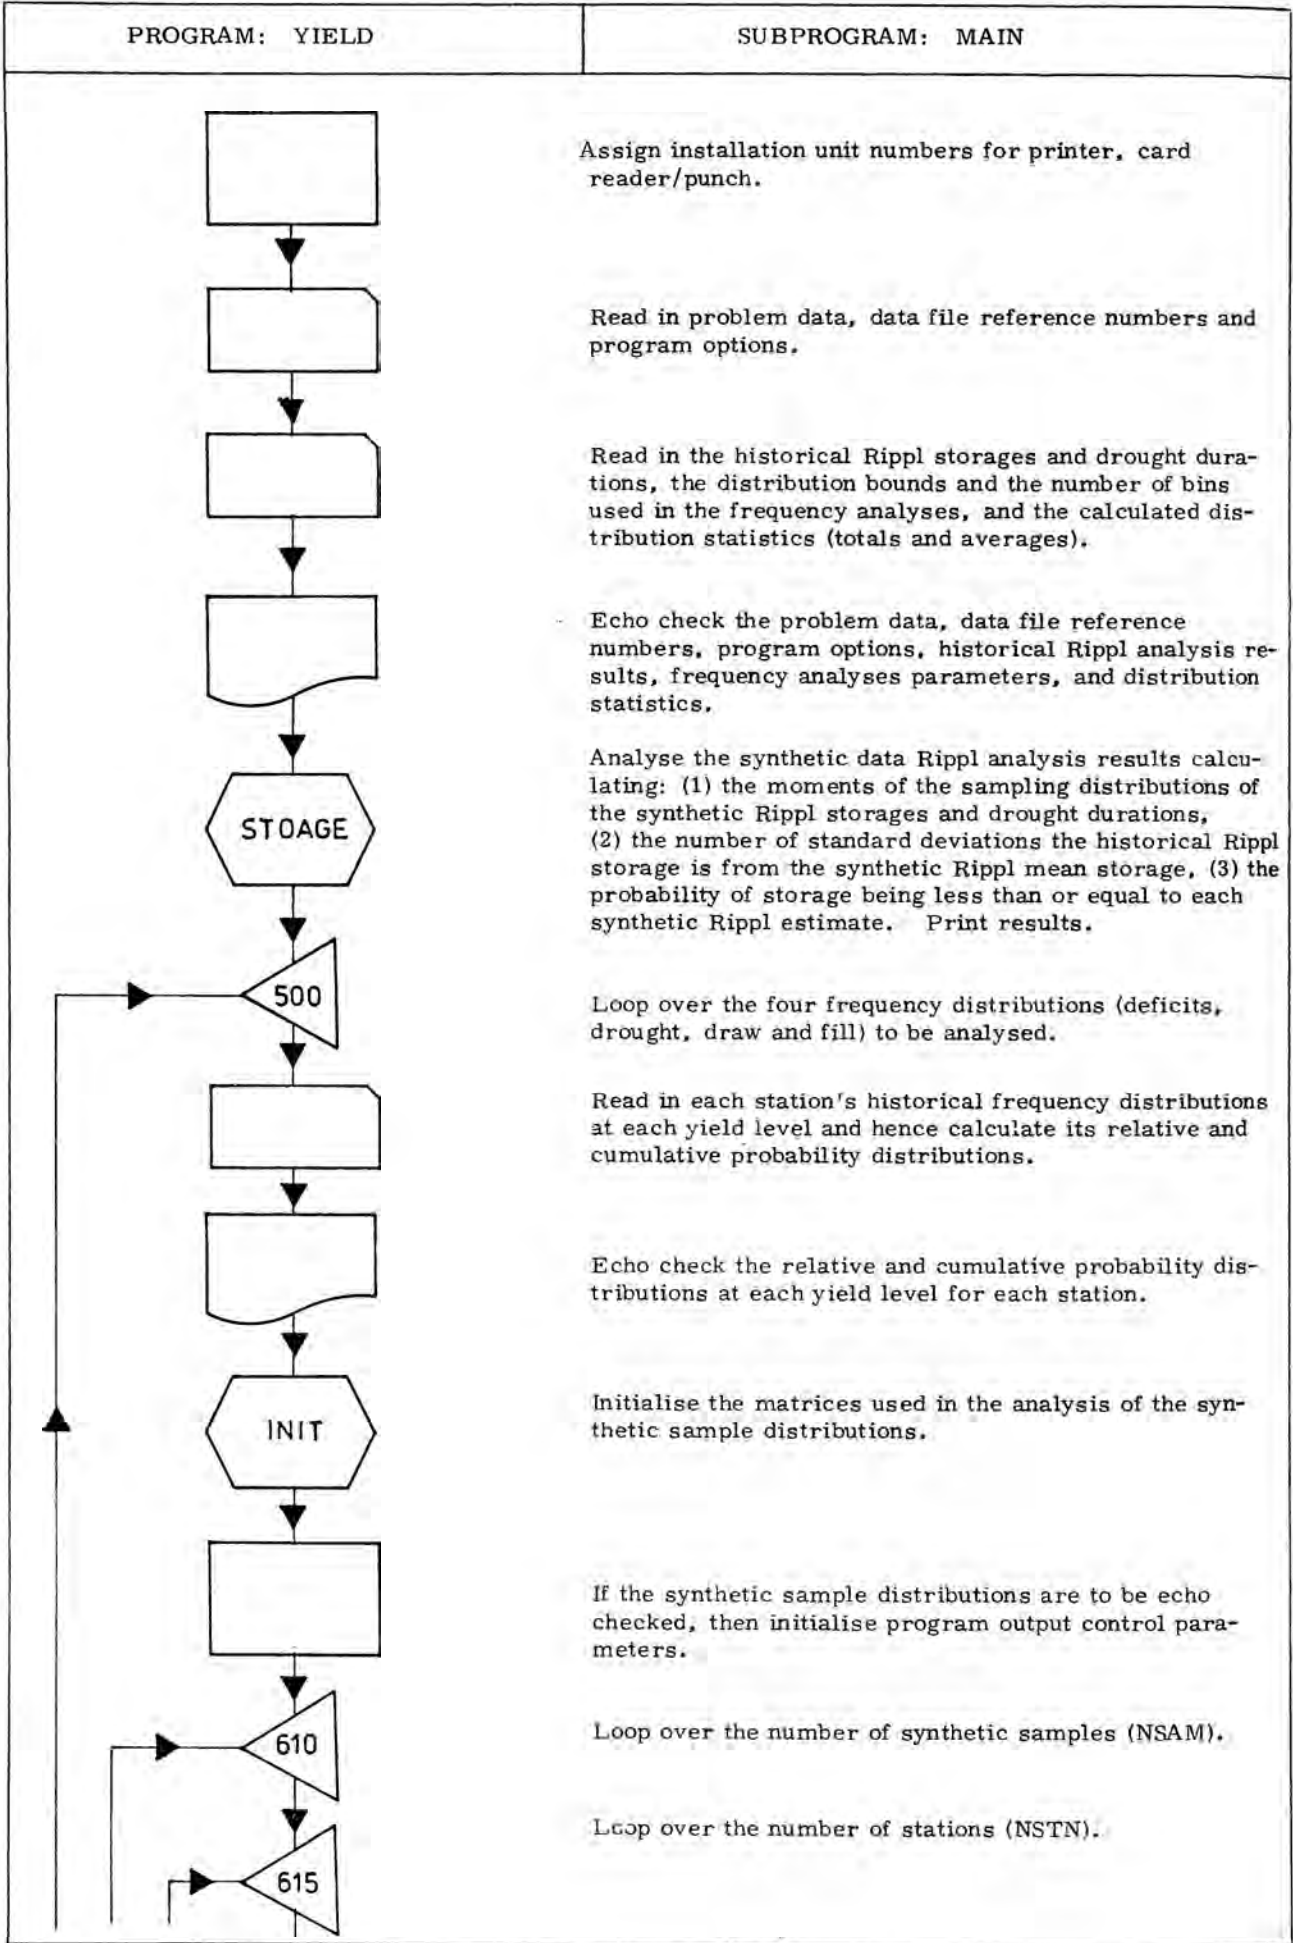 PROGRAM: YIELD
SUBPROGRAM: MAIN
Assign installation unit numbers for printer, card
reader/punch.
Read in problem data, data file reference numbers and
program options.
Read in the historical Rippl storages and drought dura-
tions, the distribution bounds and the number of bins
used in the frequency analyses, and the calculated dis-
tribution statistics (totals and averages).
Echo check the problem data, data file reference
numbers, program options, historical Rippl analysis re-
sults, frequency analyses parameters, and distribution
statistics.
STOAGE
Analyse the synthetic data Rippl analysis results calcu-
lating: (1) the moments of the sampling distributions of
the synthetic Rippl storages and drought durations,
(2) the number of standard deviations the historical Rippl
storage is from the synthetic Rippl mean storage, (3) the
probability of storage being less than or equal to each
synthetic Rippl estimate. Print results.
500
Loop over the four frequency distributions (deficits,
drought, draw and fill) to be analysed.
Read in each station's historical frequency distributions
at each yield level and hence calculate its relative and
cumulative probability distributions.
Echo check the relative and cumulative probability dis-
tributions at each yield level for each station.
INIT
Initialise the matrices used in the analysis of the syn-
thetic sample distributions.
If the synthetic sample distributions are to be echo
checked, then initialise program output control para-
meters.
610
Loop over the number of synthetic samples (NSAM).
615
Loop over the number of stations (NSTN).